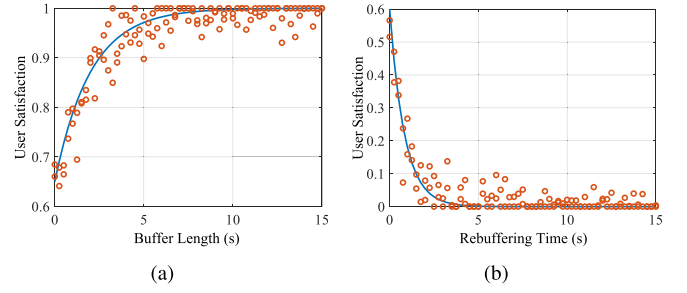 User Satisfaction
1
0.9
0.8
0.7
0.6
0 5 10 15
Buffer Length (s)
(a)
User Satisfaction
0.6
0.5
0.4
0.3
0.2
0.1
0
0 5 10 15
Rebuffering Time (s)
(b)